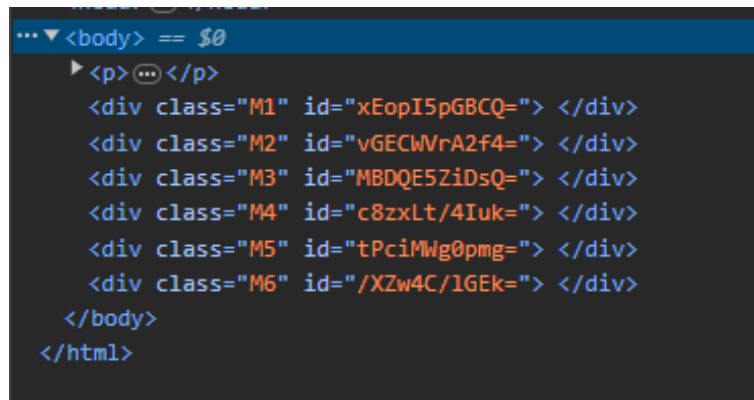 <body> == $0
<p></p>
<div class="M1" id="xEopI5pGBCQ="> </div>
<div class="M2" id="vGECWVrA2f4="> </div>
<div class="M3" id="MBDQE5ZiDsQ="> </div>
<div class="M4" id="c8zxLt/4Iuk="> </div>
<div class="M5" id="tPciMWg0pmg="> </div>
<div class="M6" id="/XZw4C/lGEk="> </div>
</body>
</html>